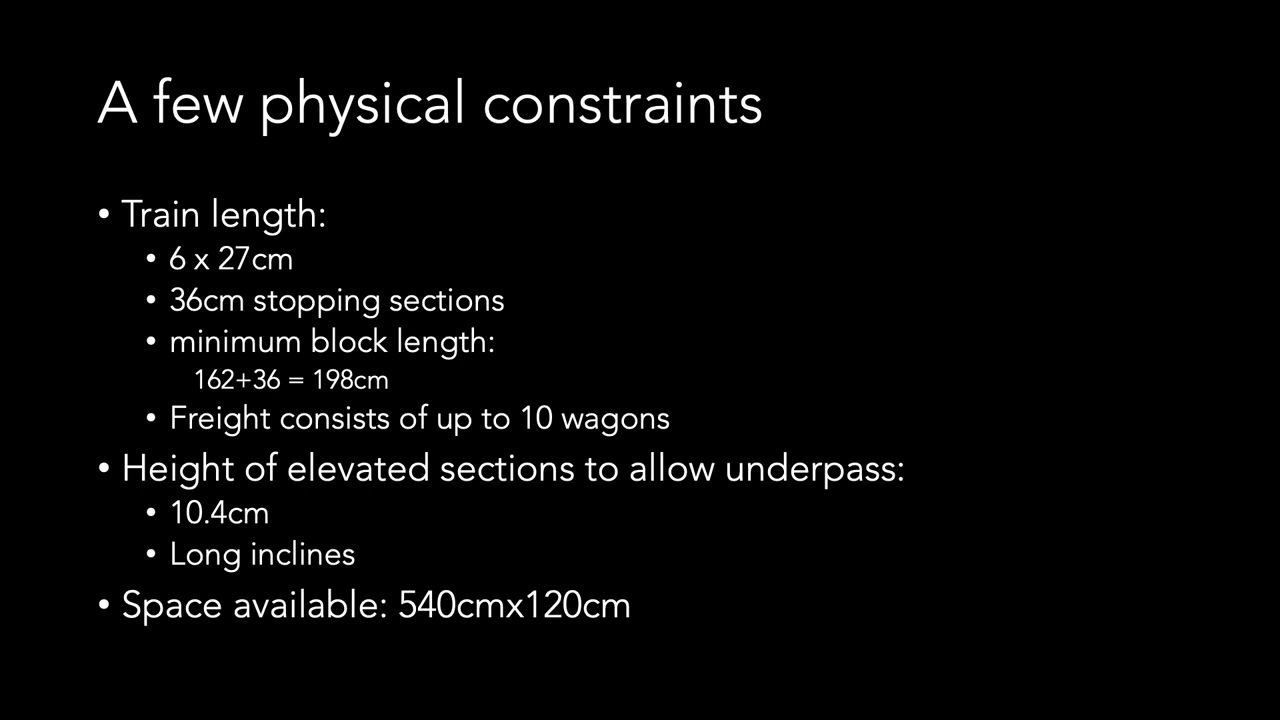 A few physical constraints
• Train length:
• 6 x 27cm
• 36cm stopping sections
• minimum block length:
162+36 = 198cm
• Freight consists of up to 10 wagons
• Height of elevated sections to allow underpass:
• 10.4cm
• Long inclines
• Space available: 540cmx120cm